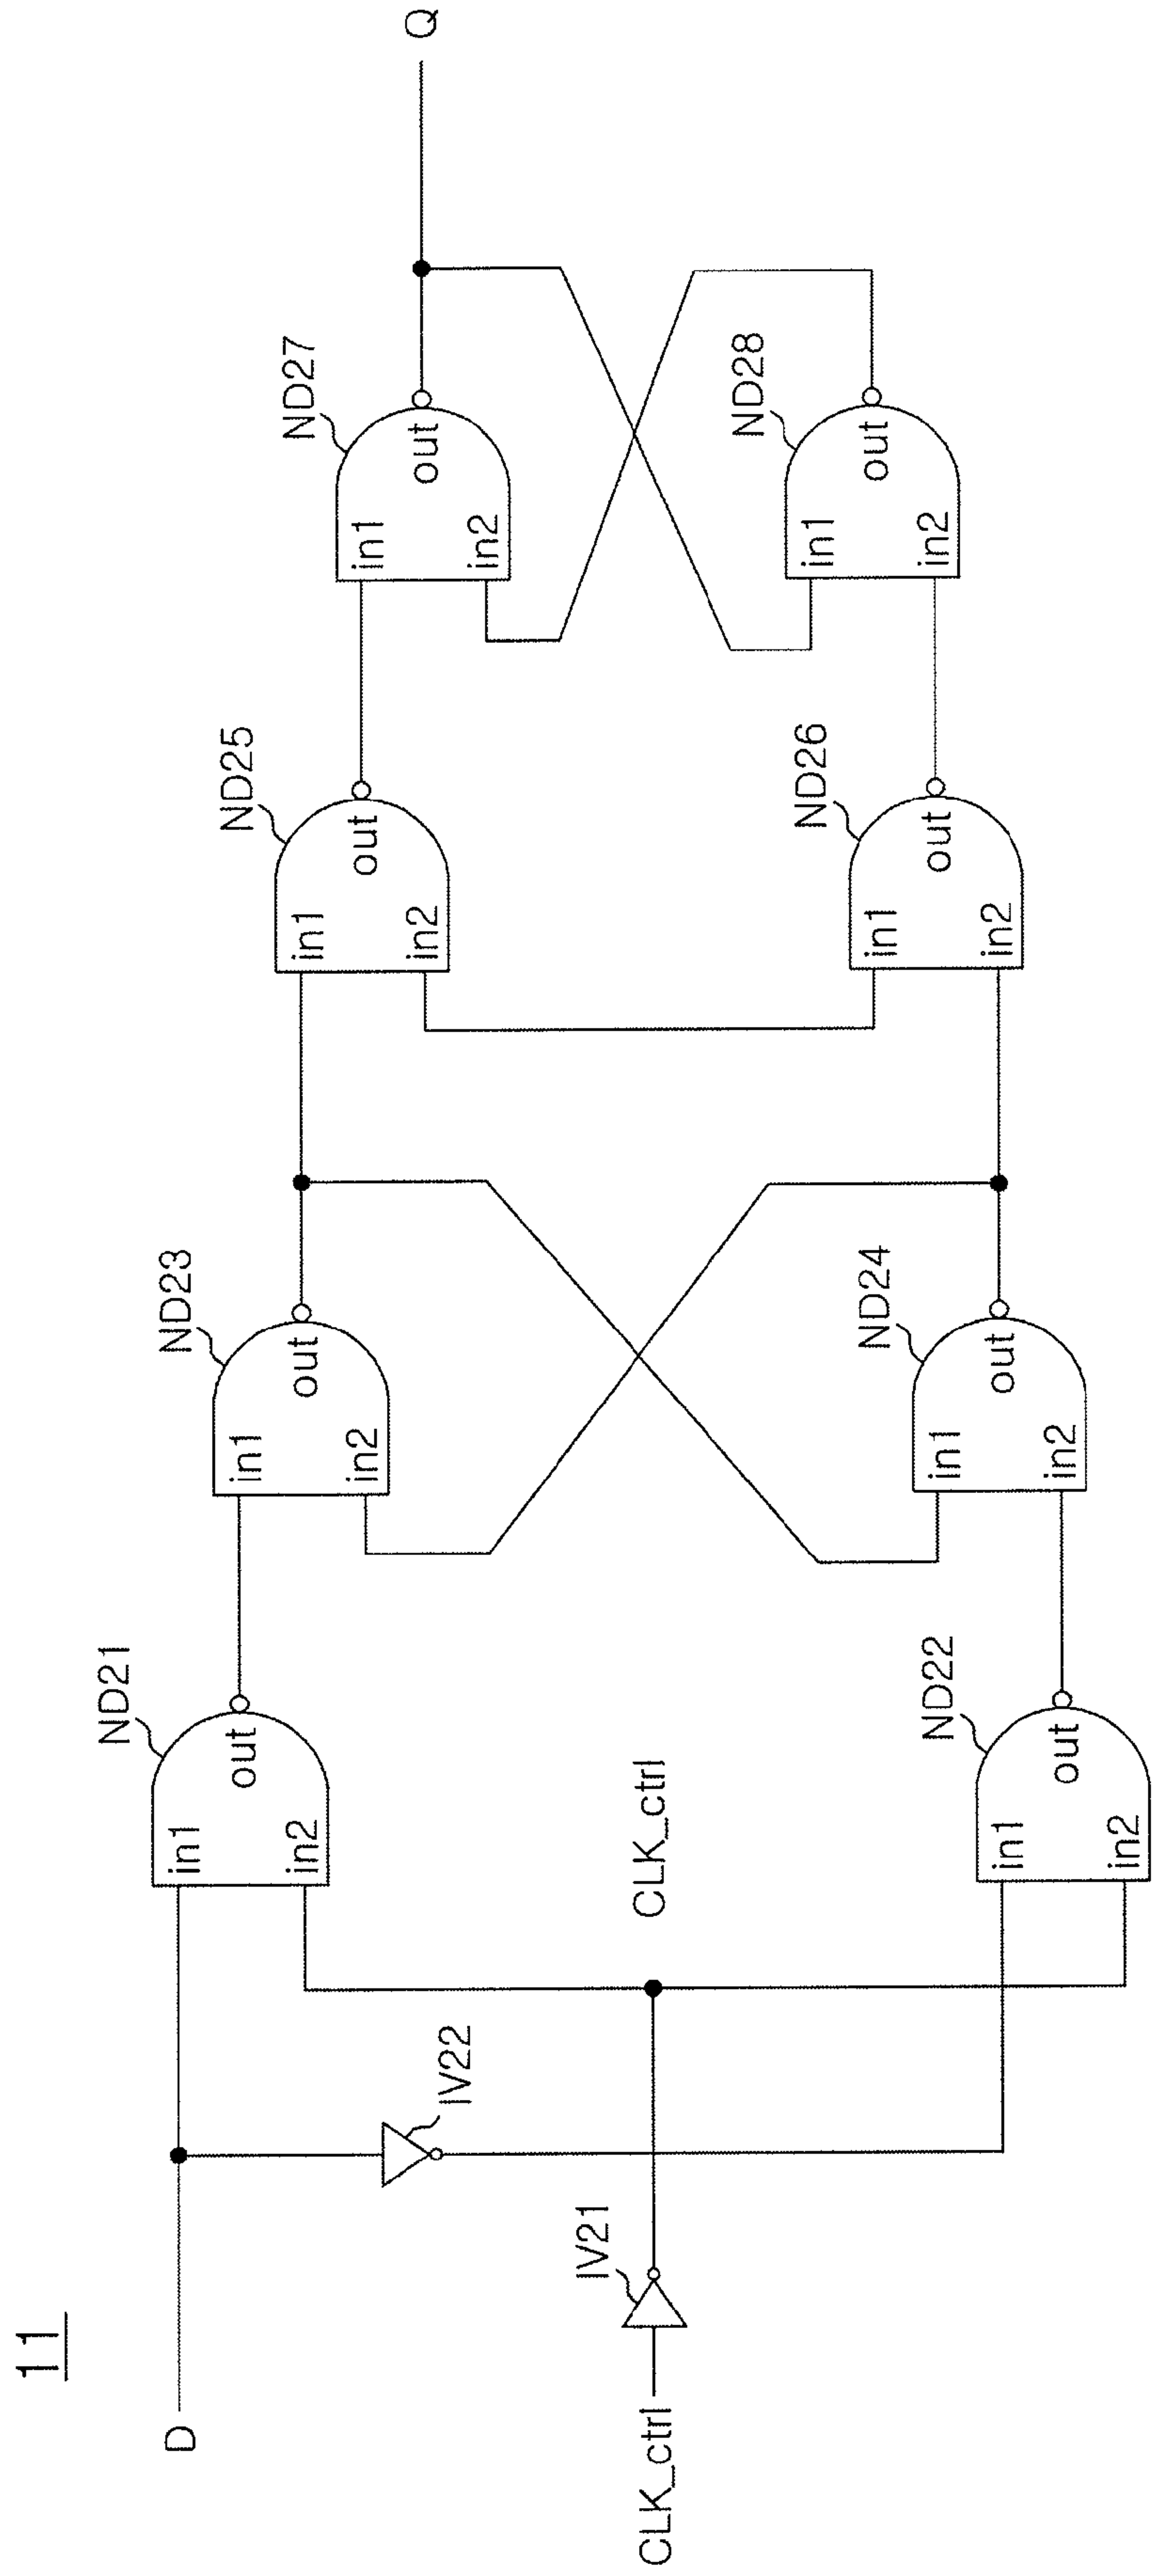 11
D
CLK_ctrl
IV21
IV22
CLK_ctrl
ND21
in1
in2
out
ND22
in1
in2
out
ND23
in1
in2
out
ND24
in1
in2
out
ND25
in1
in2
out
ND26
in1
in2
out
ND27
in1
in2
out
ND28
in1
in2
out
Q